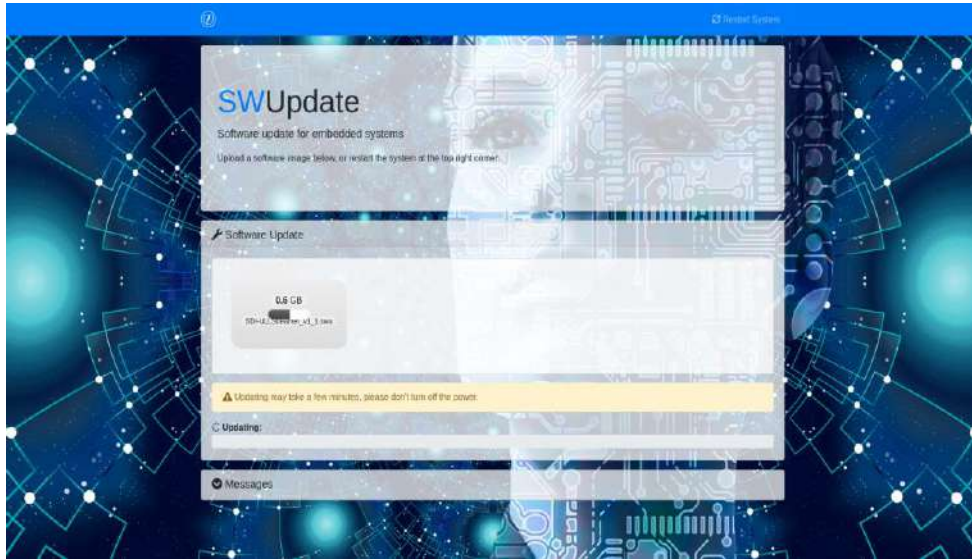 Restart System
SWUpdate
Software update for embedded systems
Upload a software image below, or restart the system at the top right corner.
Software Update
0.6 GB
Updating may take a few minutes, please don't turn off the power.
Updating:
Messages